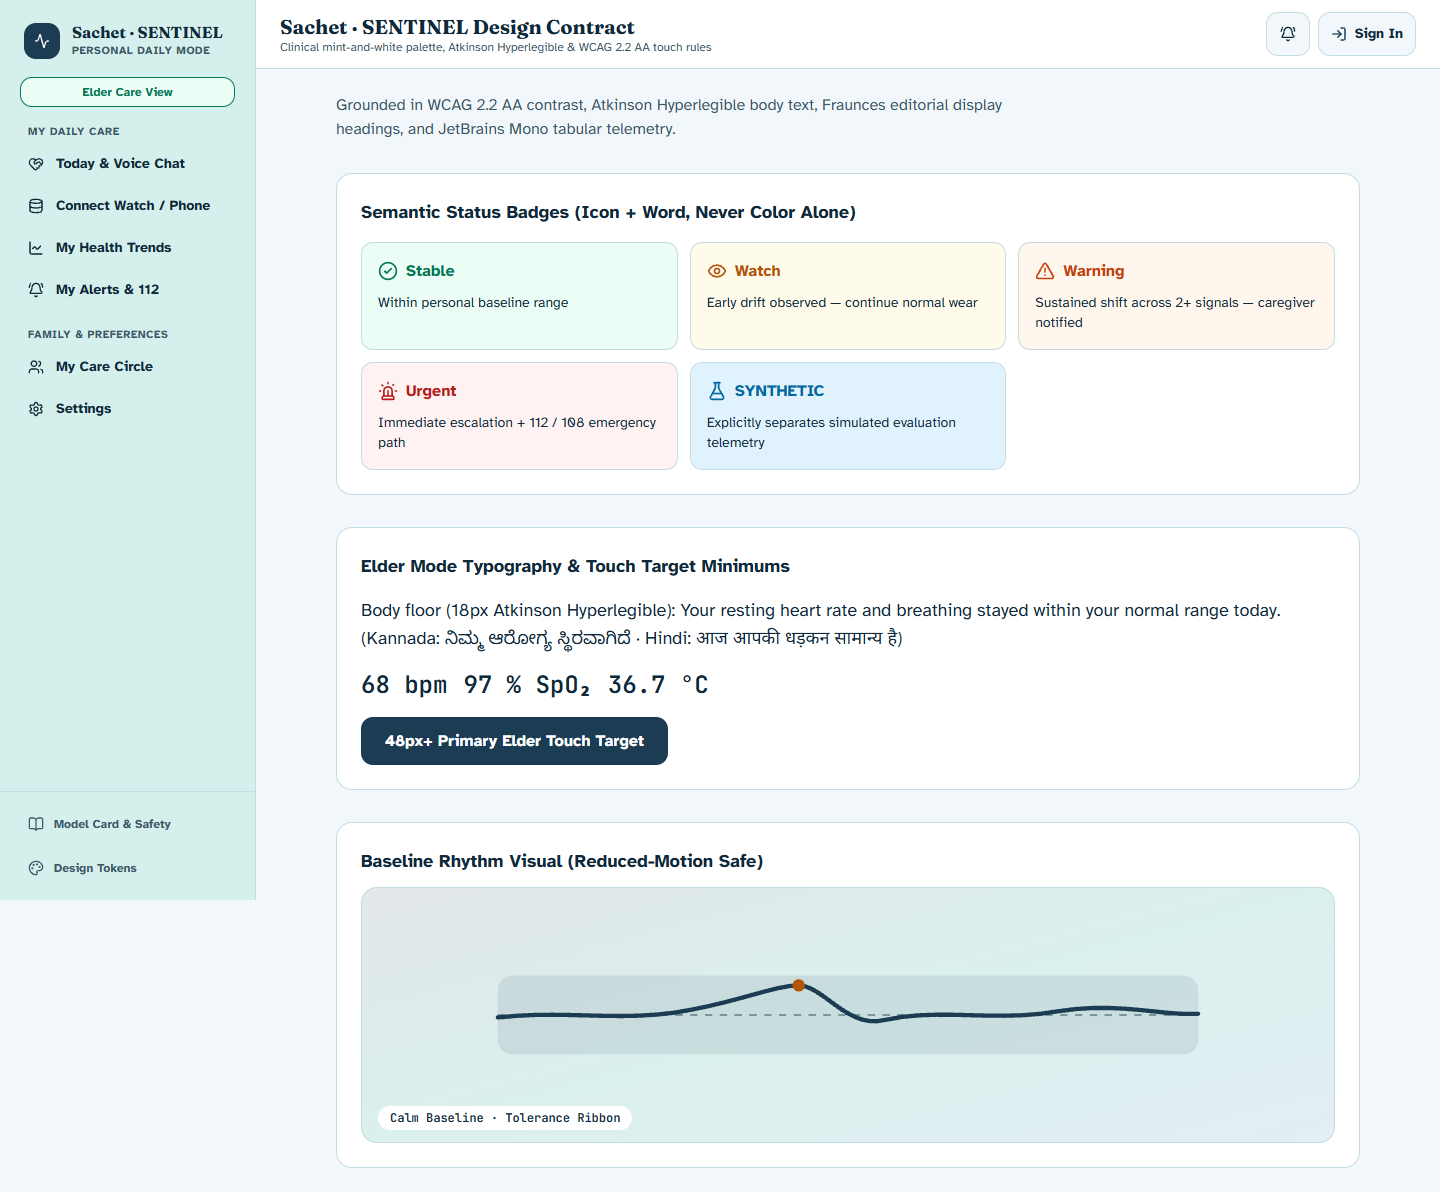 Sachet · SENTINEL
PERSONAL DAILY MODE
Elder Care View
MY DAILY CARE
Today & Voice Chat
Connect Watch / Phone
My Health Trends
My Alerts & 112
FAMILY & PREFERENCES
My Care Circle
Settings
Model Card & Safety
Design Tokens
Sachet · SENTINEL Design Contract
Clinical mint-and-white palette, Atkinson Hyperlegible & WCAG 2.2 AA touch rules
Sign In
Grounded in WCAG 2.2 AA contrast, Atkinson Hyperlegible body text, Fraunces editorial display
headings, and JetBrains Mono tabular telemetry.
Semantic Status Badges (Icon + Word, Never Color Alone)
Stable
Within personal baseline range
Watch
Early drift observed — continue normal wear
Warning
Sustained shift across 2+ signals — caregiver
notified
Urgent
Immediate escalation + 112 / 108 emergency
path
SYNTHETIC
Explicitly separates simulated evaluation
telemetry
Elder Mode Typography & Touch Target Minimums
Body floor (18px Atkinson Hyperlegible): Your resting heart rate and breathing stayed within your normal range today.
(Kannada: ನಿಮ್ಮ ಆರೋಗ್ಯ ಸ್ಥಿರವಾಗಿದೆ · Hindi: आज आपकी धड़कन सामान्य है)
68 bpm 97 % SpO₂ 36.7 °C
48px+ Primary Elder Touch Target
Baseline Rhythm Visual (Reduced-Motion Safe)
Calm Baseline · Tolerance Ribbon